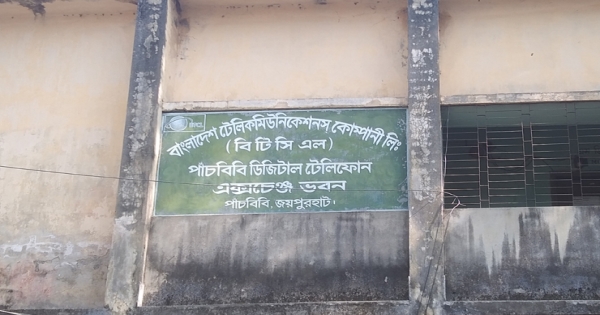 বাংলাদেশ টেলিকমিউনিকেশনস কোম্পানী লিঃ
(বি টি সি এল)
পাঁচবিবি ডিজিটাল টেলিফোন
এক্সচেঞ্জ ভবন
পাঁচবিবি, জয়পুরহাট।